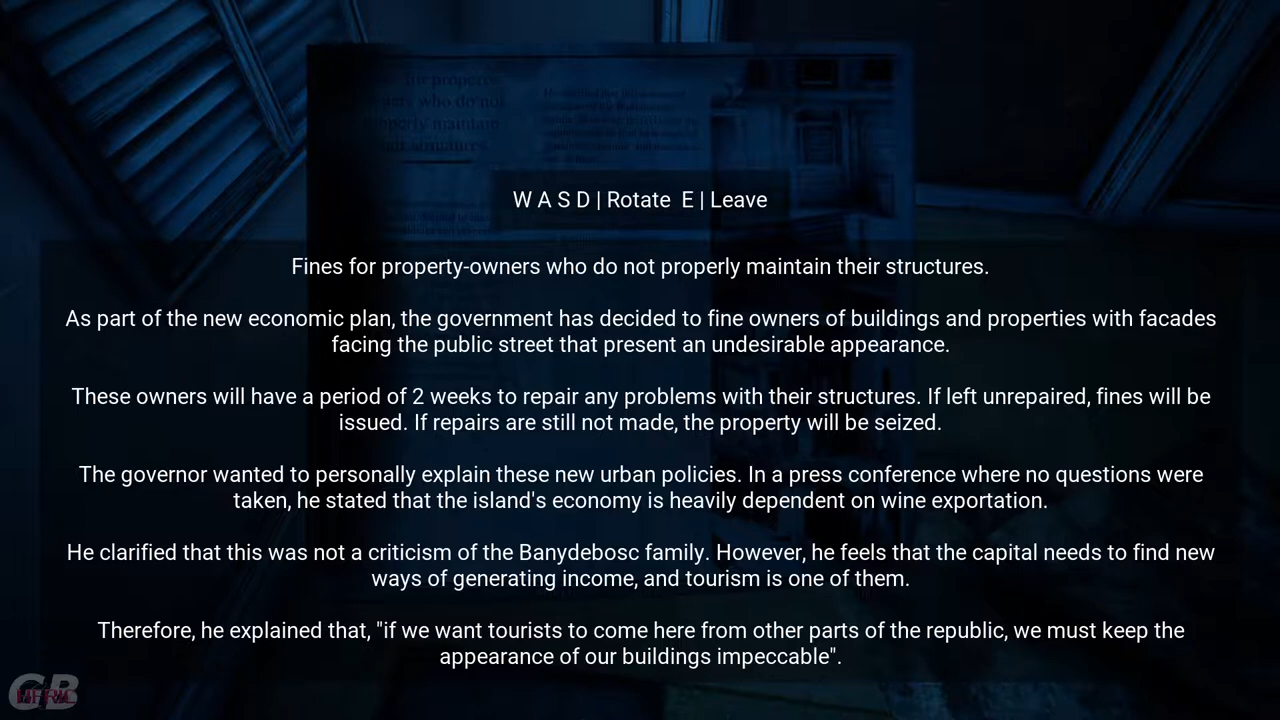 for properties
who do not
properly maintain
W A S D | Rotate E | Leave
Fines for property-owners who do not properly maintain their structures.
As part of the new economic plan, the government has decided to fine owners of buildings and properties with facades
facing the public street that present an undesirable appearance.
These owners will have a period of 2 weeks to repair any problems with their structures. If left unrepaired, fines will be
issued. If repairs are still not made, the property will be seized.
The governor wanted to personally explain these new urban policies. In a press conference where no questions were
taken, he stated that the island's economy is heavily dependent on wine exportation.
He clarified that this was not a criticism of the Banydebosc family. However, he feels that the capital needs to find new
ways of generating income, and tourism is one of them.
Therefore, he explained that, "if we want tourists to come here from other parts of the republic, we must keep the
appearance of our buildings impeccable".
GB